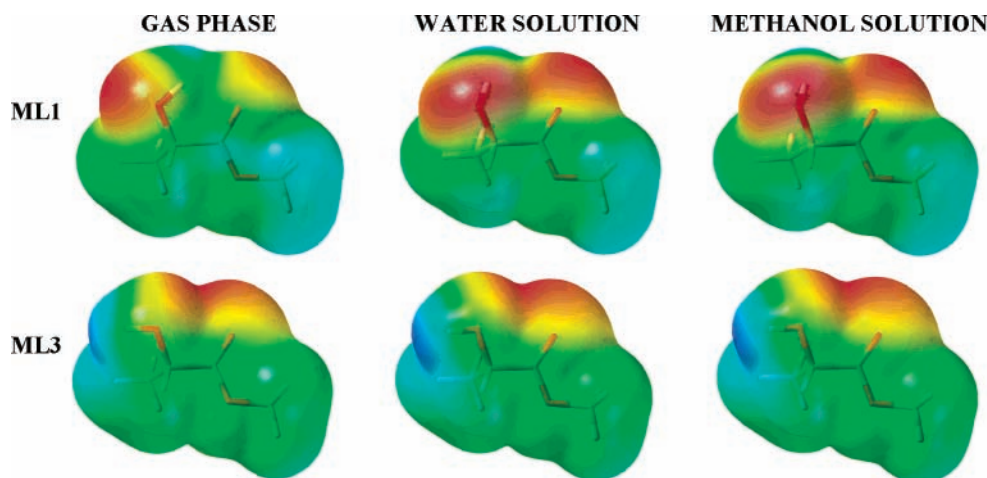 GAS PHASE WATER SOLUTION METHANOL SOLUTION
ML1
ML3